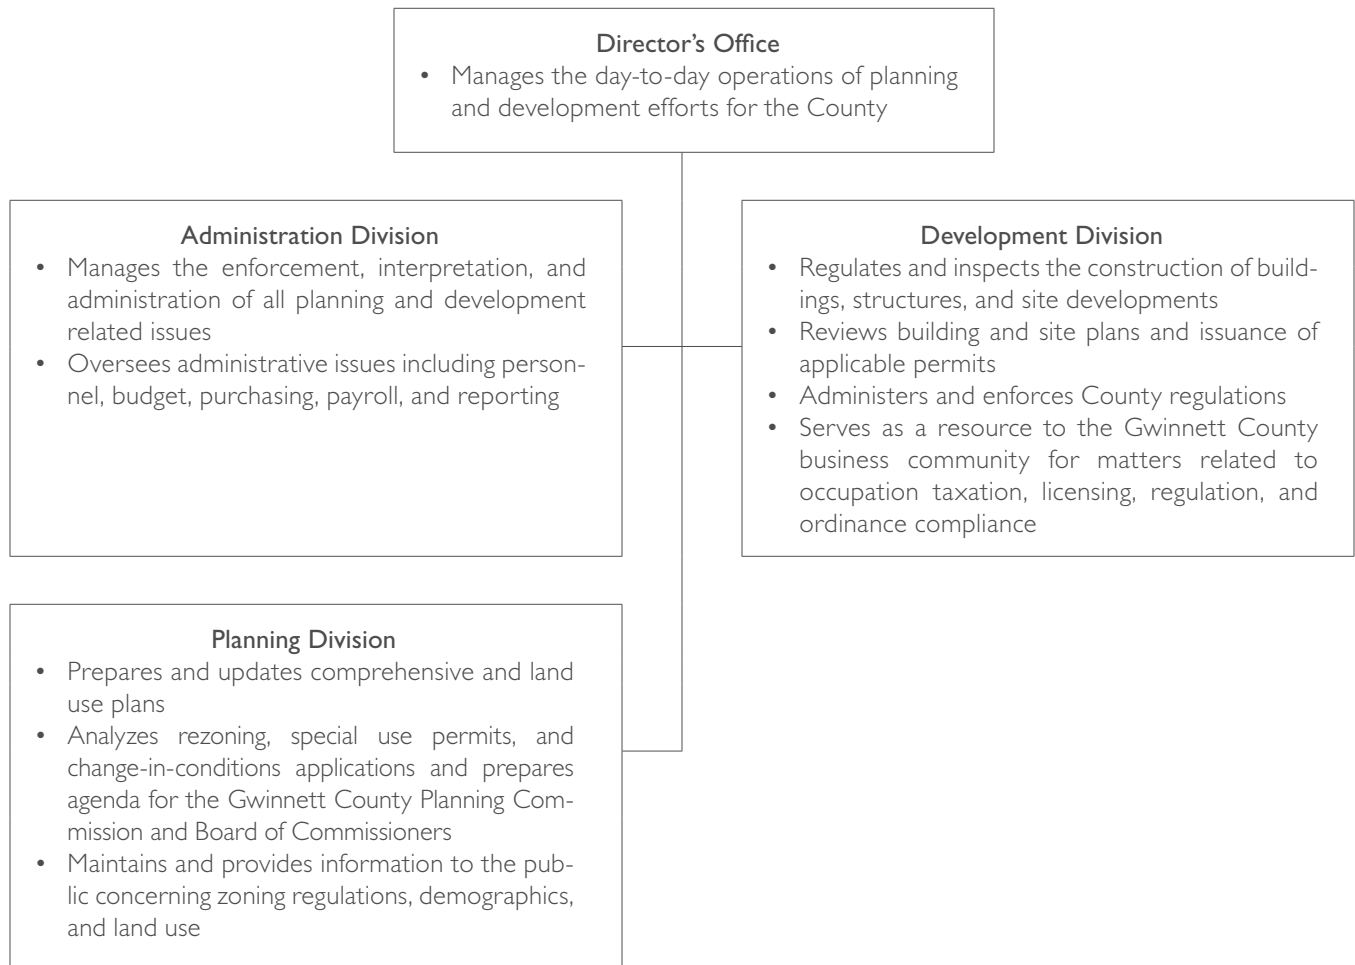 Director’s Office
• Manages the day-to-day operations of planning
and development efforts for the County
Administration Division
• Manages the enforcement, interpretation, and
administration of all planning and development
related issues
• Oversees administrative issues including person-
nel, budget, purchasing, payroll, and reporting
Development Division
• Regulates and inspects the construction of build-
ings, structures, and site developments
• Reviews building and site plans and issuance of
applicable permits
• Administers and enforces County regulations
• Serves as a resource to the Gwinnett County
business community for matters related to
occupation taxation, licensing, regulation, and
ordinance compliance
Planning Division
• Prepares and updates comprehensive and land
use plans
• Analyzes rezoning, special use permits, and
change-in-conditions applications and prepares
agenda for the Gwinnett County Planning Com-
mission and Board of Commissioners
• Maintains and provides information to the pub-
lic concerning zoning regulations, demographics,
and land use